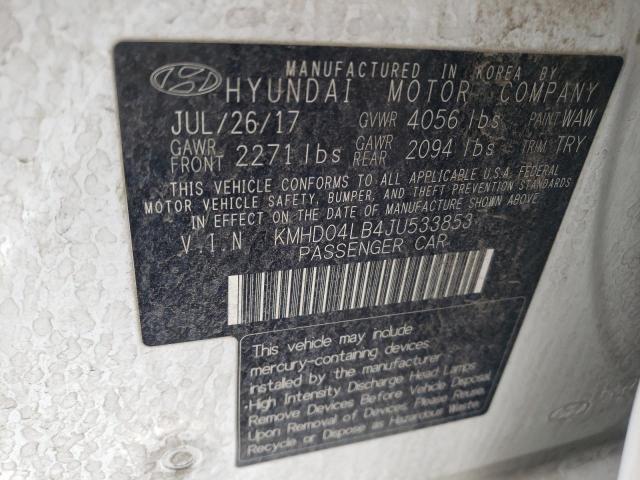 MANUFACTURED IN KOREA BY
HYUNDAI MOTOR COMPANY
JUL/26/17 GVWR 4056 lbs PAINT WAW
GAWR FRONT 2271 lbs GAWR REAR 2094 lbs TRIM TRY
THIS VEHICLE CONFORMS TO ALL APPLICABLE U.S.A. FEDERAL
MOTOR VEHICLE SAFETY, BUMPER, AND THEFT PREVENTION STANDARDS
IN EFFECT ON THE DATE OF MANUFACTURE SHOWN ABOVE.
V.I.N KMHD04LB4JU533853
PASSENGER CAR
This vehicle may include
mercury-containing devices
installed by the manufacturer
·High Intensity Discharge Head Lamps
Remove Devices Before Vehicle Disposal
Upon Removal of Devices, Please Reuse
Recycle or Dispose as Hazardous Waste